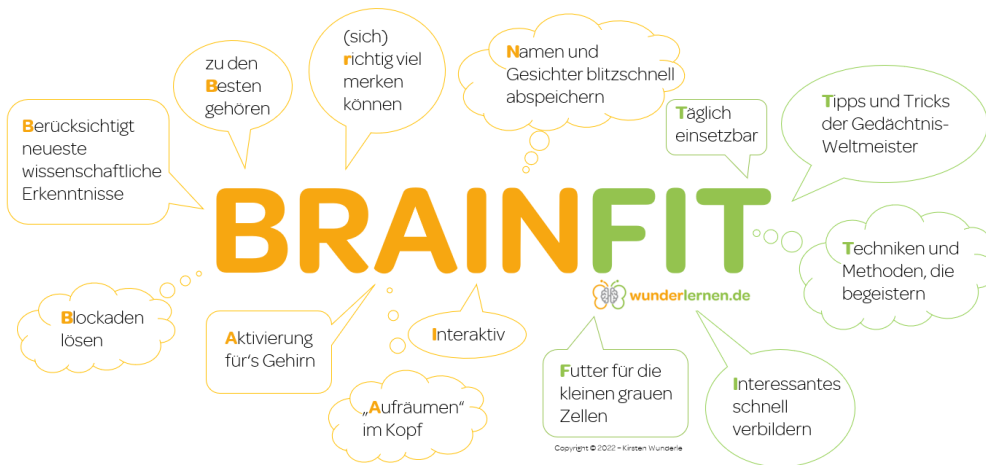 (sich)
richtig viel
merken
können
Namen und
Gesichter blitzschnell
abspeichern
zu den
Besten
gehören
Tipps und Tricks
der Gedächtnis-
Weltmeister
Täglich
einsetzbar
Berücksichtigt
neueste
wissenschaftliche
Erkenntnisse
BRAINFIT
Techniken und
Methoden, die
begeistern
wunderlernen.de
Blockaden
lösen
Aktivierung
für's Gehirn
Interaktiv
Futter für die
kleinen grauen
Zellen
Interessantes
schnell
verbildern
„Aufräumen“
im Kopf
Copyright © 2022 – Kirsten Wunderle